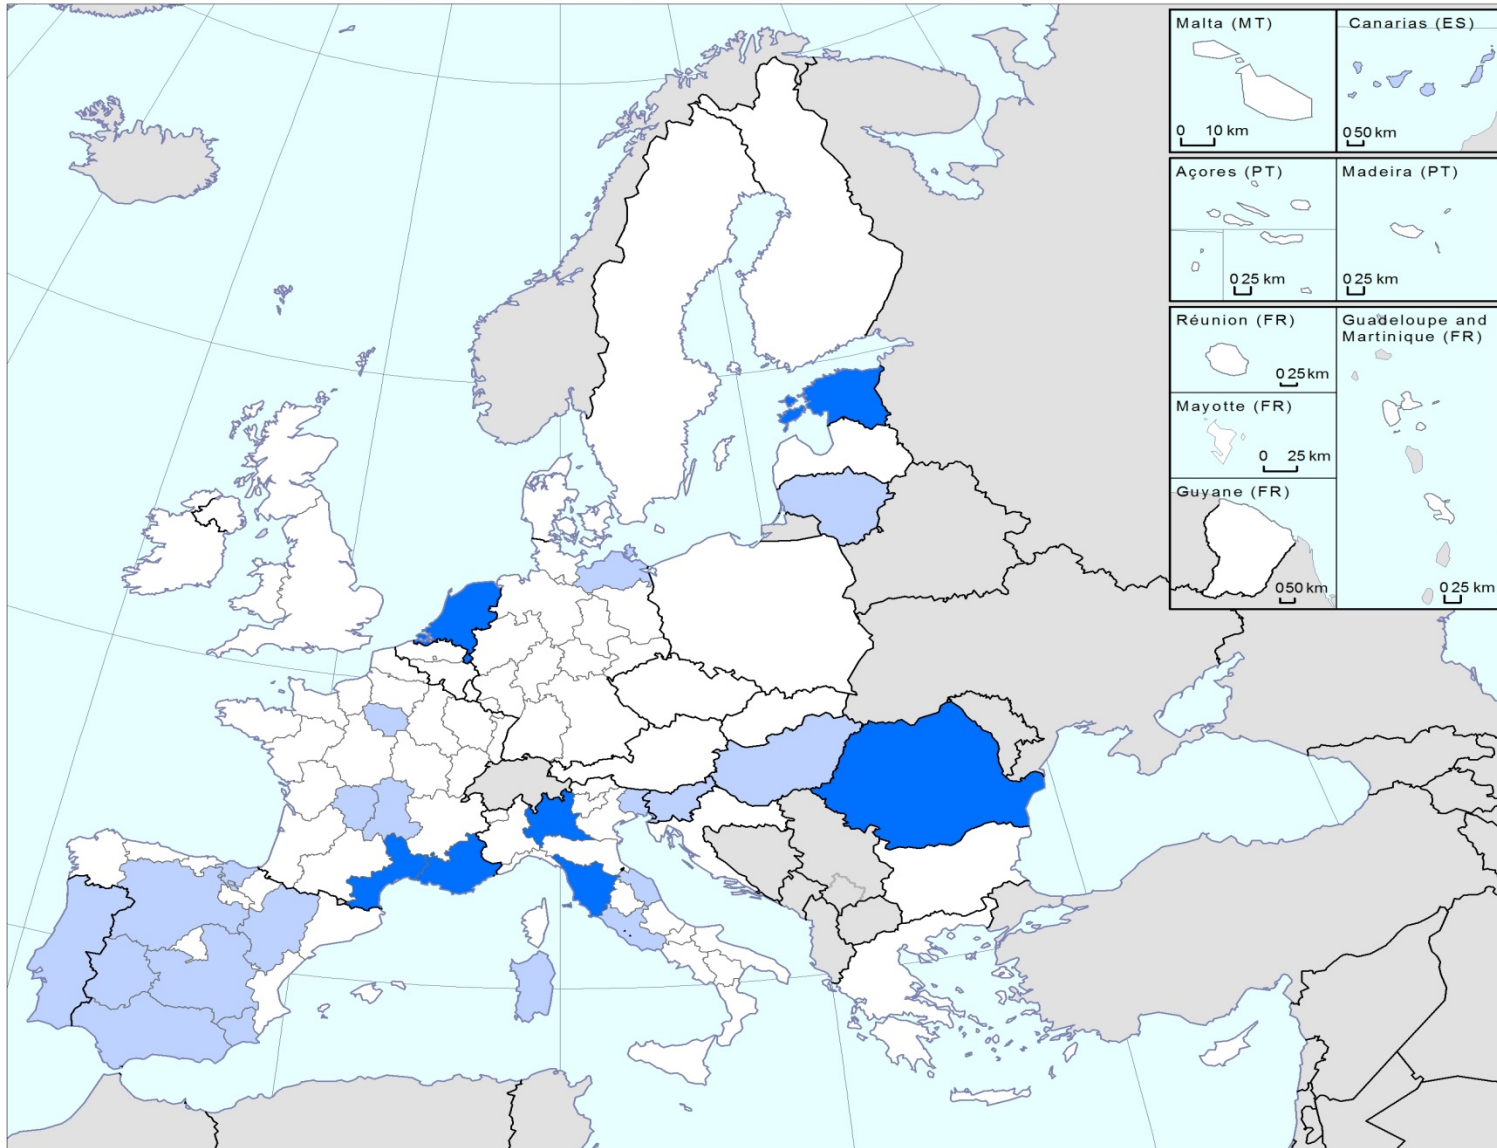 Malta (MT)
0 10 km
Canarias (ES)
0 50 km
Açores (PT)
0 25 km
Madeira (PT)
0 25 km
Réunion (FR)
0 25 km
Mayotte (FR)
0 25 km
Guyane (FR)
0 50 km
Guadeloupe and
Martinique (FR)
0 25 km